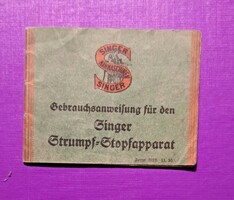 SINGER
SINGER
Gebrauchsanweisung für den
Singer
Strumpf=Stopfapparat